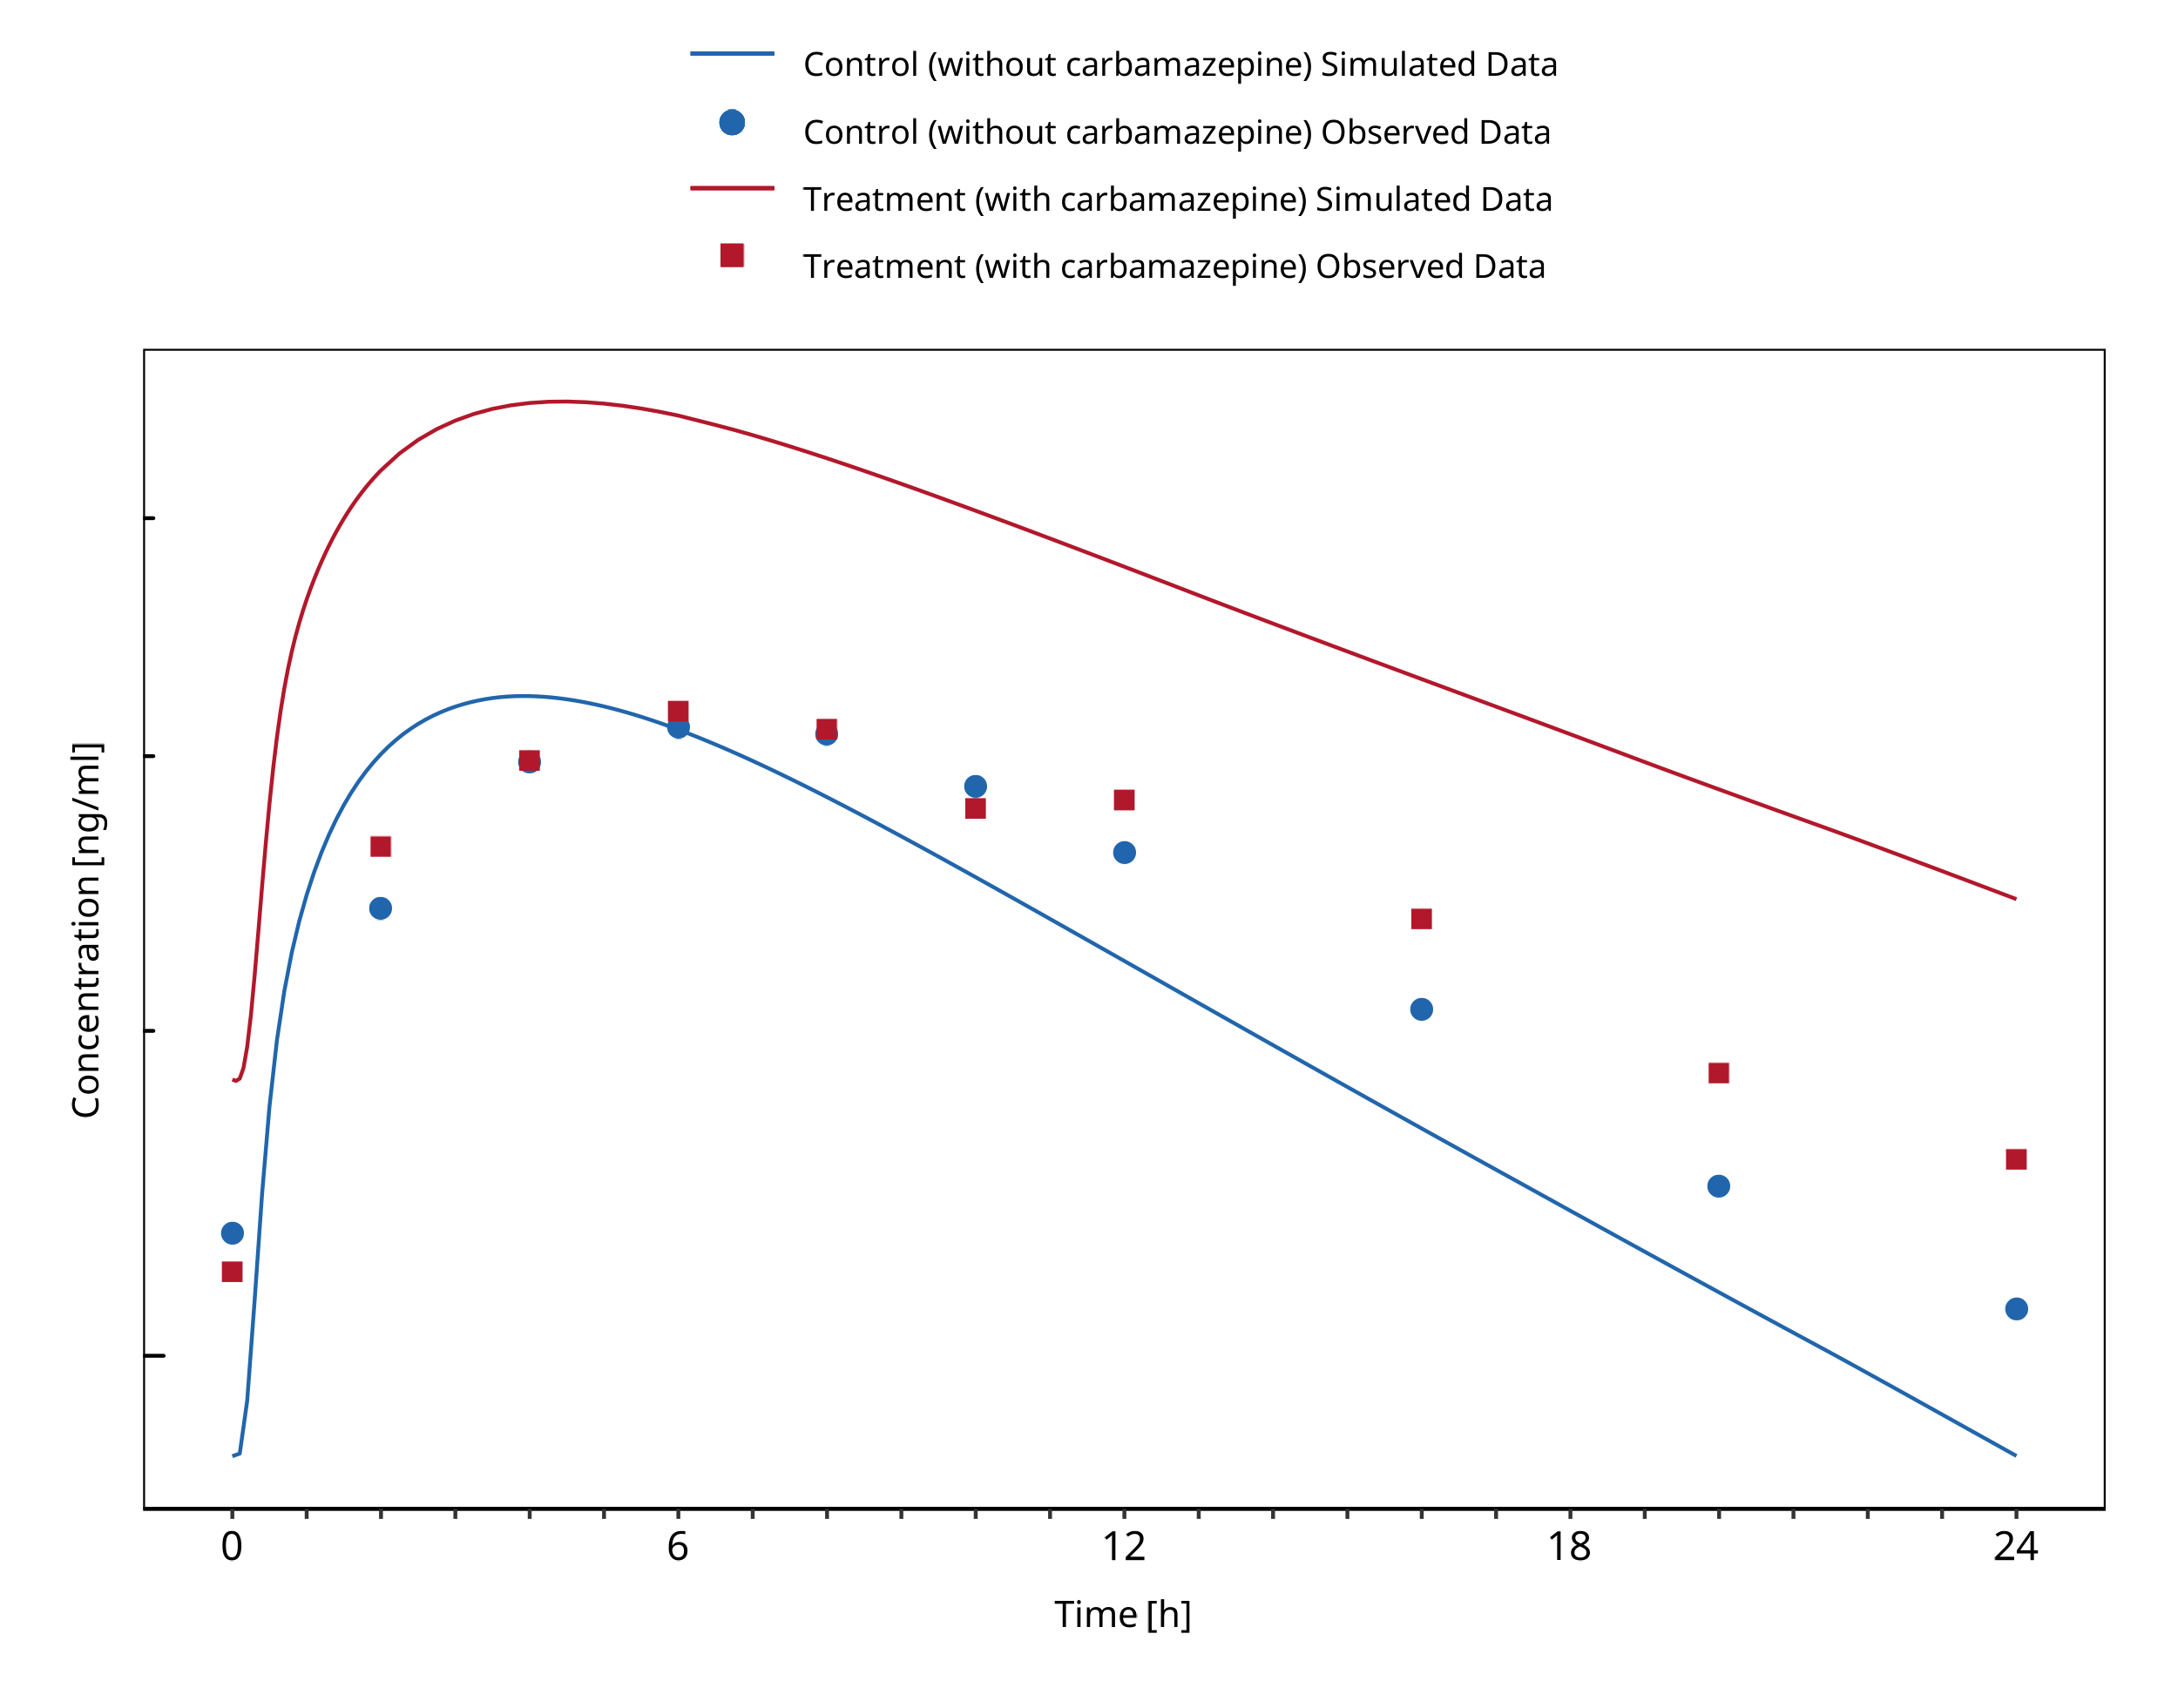 Control (without carbamazepine) Simulated Data
Control (without carbamazepine) Observed Data
Treatment (with carbamazepine) Simulated Data
Treatment (with carbamazepine) Observed Data
Concentration [ng/ml]
0 6 12 18 24
Time [h]